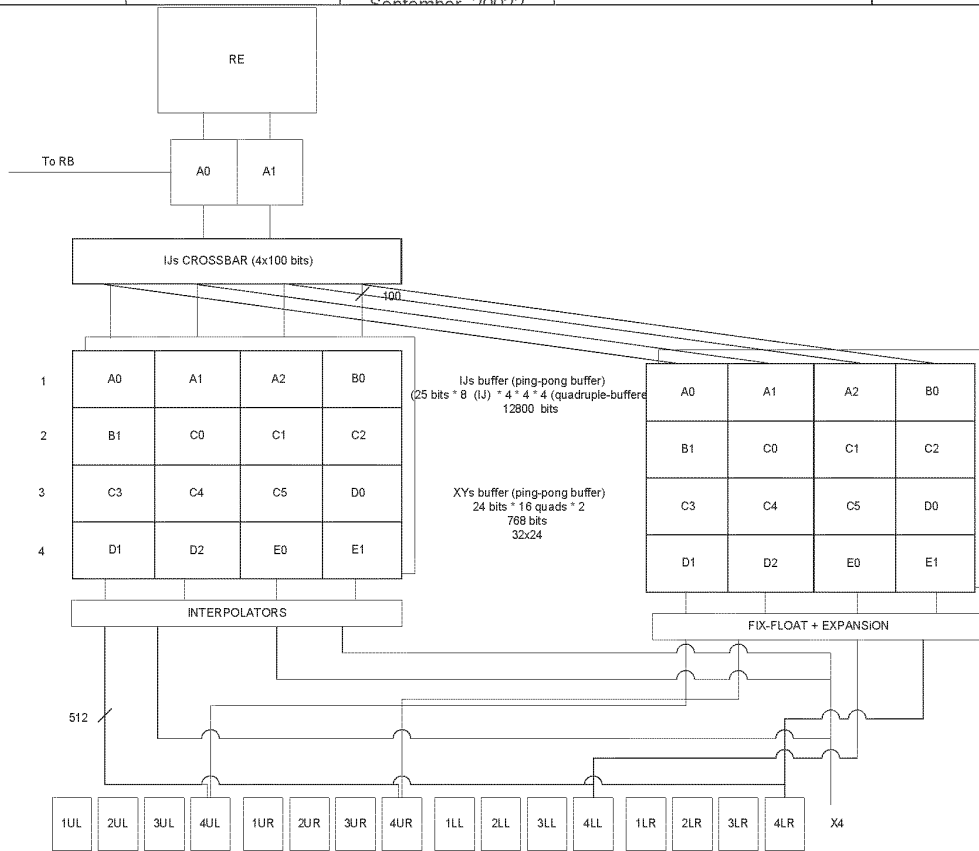 RE
To RB
A0 A1
IJs CROSSBAR (4x100 bits)
100
1 A0 A1 A2 B0
IJs buffer (ping-pong buffer)
(25 bits * 8 (IJ) * 4 * 4 * 4 (quadruple-buffere
12800 bits
A0 A1 A2 B0
2 B1 C0 C1 C2
B1 C0 C1 C2
3 C3 C4 C5 D0
XYs buffer (ping-pong buffer)
24 bits * 16 quads * 2
768 bits
32x24
C3 C4 C5 D0
4 D1 D2 E0 E1
D1 D2 E0 E1
INTERPOLATORS
FIX-FLOAT + EXPANSiON
512
1UL 2UL 3UL 4UL 1UR 2UR 3UR 4UR 1LL 2LL 3LL 4LL 1LR 2LR 3LR 4LR X4